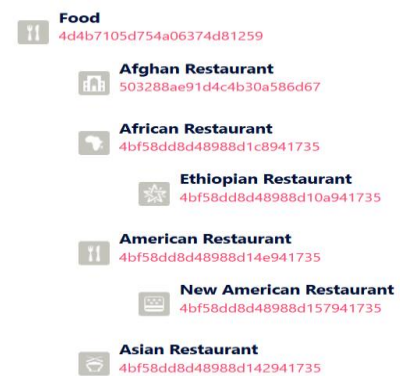 Food
4d4b7105d754a06374d81259
Afghan Restaurant
503288ae91d4c4b30a586d67
African Restaurant
4bf58dd8d48988d1c8941735
Ethiopian Restaurant
4bf58dd8d48988d10a941735
American Restaurant
4bf58dd8d48988d14e941735
New American Restaurant
4bf58dd8d48988d157941735
Asian Restaurant
4bf58dd8d48988d142941735